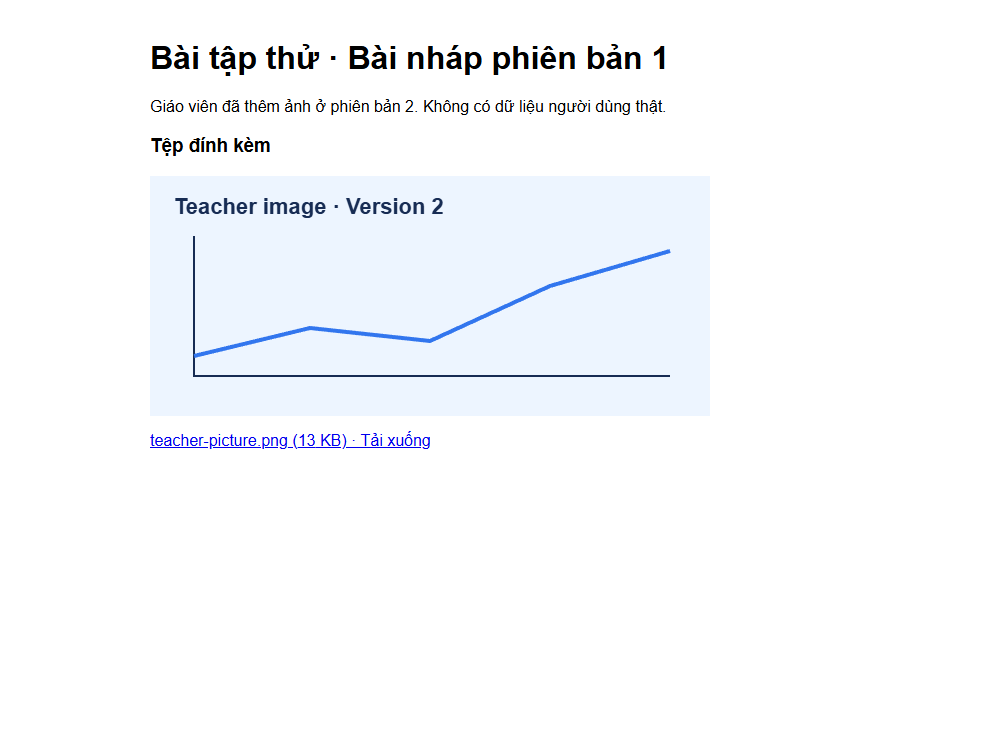 Bài tập thử · Bài nháp phiên bản 1
Giáo viên đã thêm ảnh ở phiên bản 2. Không có dữ liệu người dùng thật.
Tệp đính kèm
Teacher image · Version 2
teacher-picture.png (13 KB) · Tải xuống